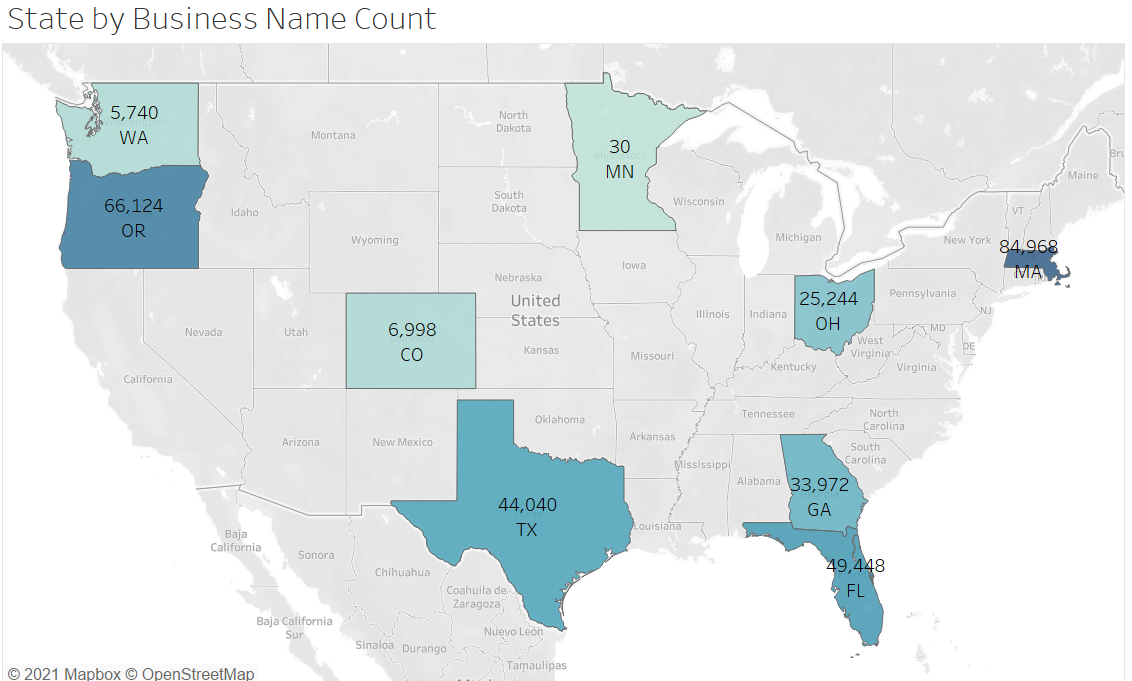 State by Business Name Count
5,740
WA
Montana
North
Dakota
30
MN
66,124
OR
Idaho
South
Dakota
Wisconsin
Maine
Bru
VT
Wyoming
Michigan
New York
84,968
MA
Iowa
Nebraska
United
States
6,998
CO
25,244
OH
Pennsylvania
Illinois
Indiana
NJ
Nevada
Utah
Kansas
Missouri
West
Virginia
MD
DE
Kentucky
Virginia
California
Oklahoma
Tennessee
North
Carolina
Arizona
New Mexico
Arkansas
South
Carolina
Mississippi
Alabama
33,972
GA
44,040
TX
Louisiana
Baja
California
Sonora
Chihuahua
49,448
FL
Coahuila de
Zaragoza
Baja California
Sur
Nuevo León
Sinaloa
Durango
Tamaulipas
© 2021 Mapbox © OpenStreetMap